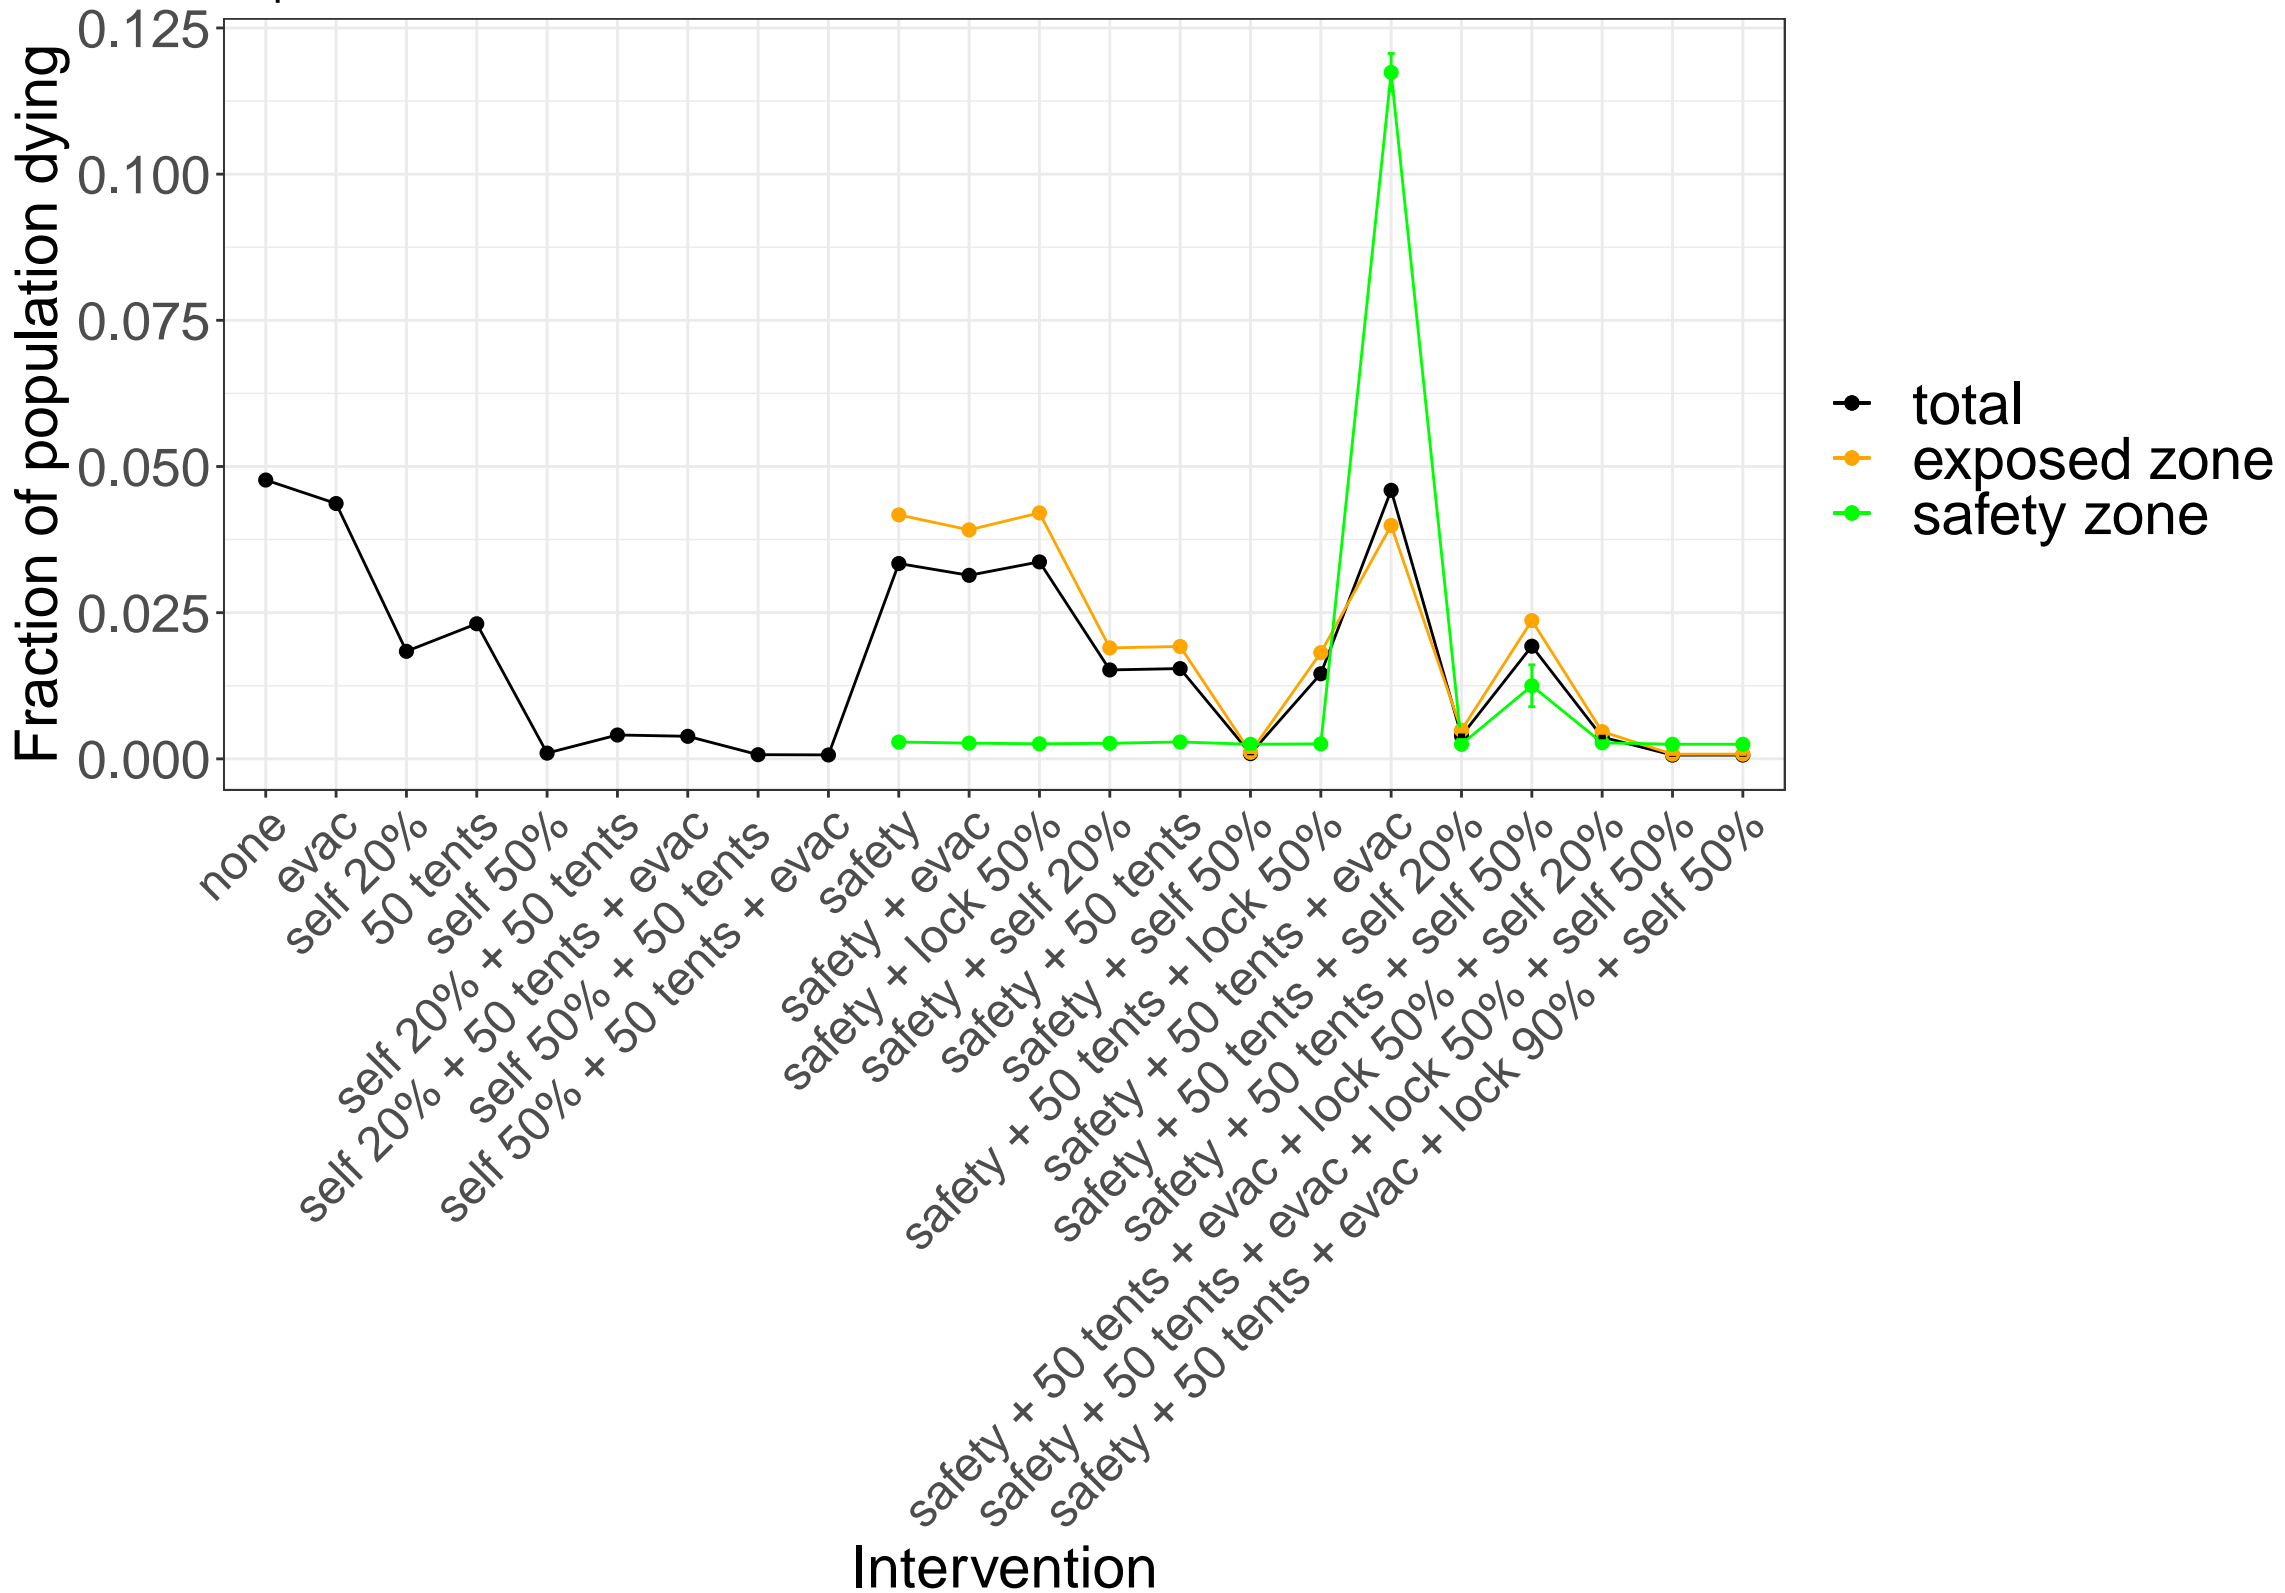 0.125
0.100
0.075
0.050
0.025
0.000
Fraction of population dying
total
exposed zone
safety zone
none
evac
self 20%
50 tents
self 50%
self 20% + 50 tents
self 20% + 50 tents + evac
self 50% + 50 tents
self 50% + 50 tents + evac
safety
safety + evac
safety + lock 50%
safety + self 20%
safety + 50 tents
safety + self 50%
safety + 50 tents + lock 50%
safety + 50 tents + evac
safety + 50 tents + self 20%
safety + 50 tents + self 50%
safety + 50 tents + evac + lock 50% + self 20%
safety + 50 tents + evac + lock 50% + self 50%
safety + 50 tents + evac + lock 90% + self 50%
Intervention